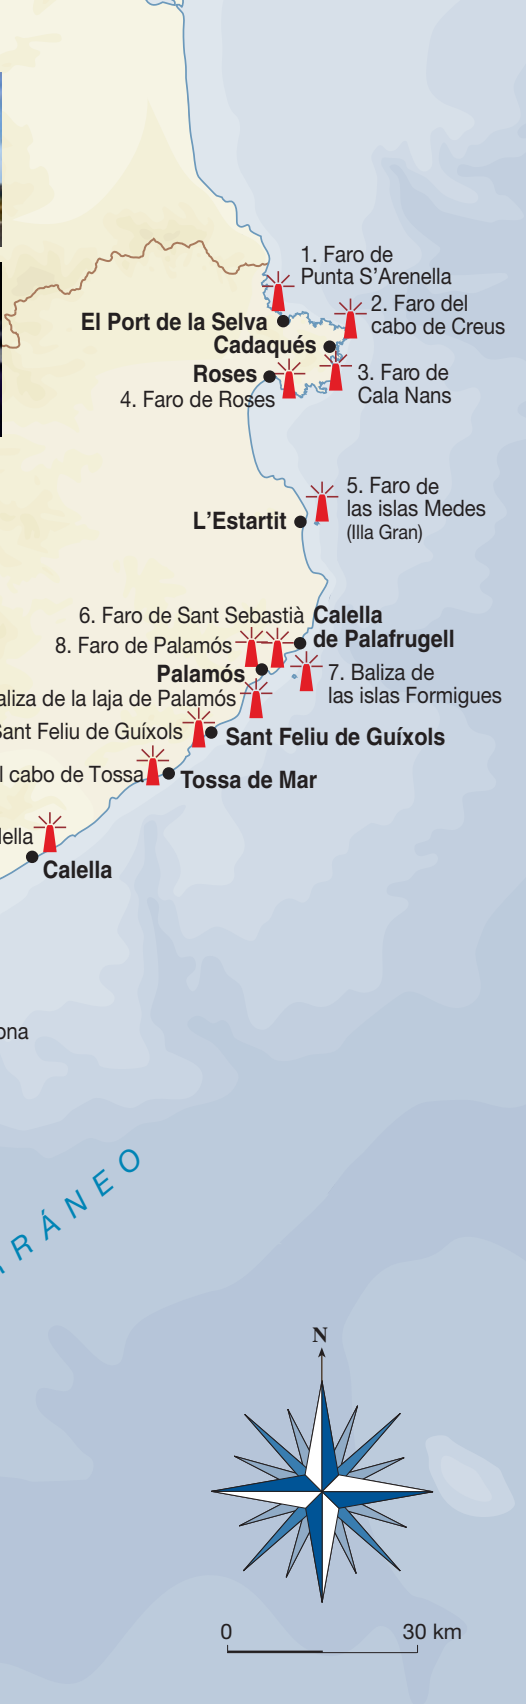 1. Faro de
Punta S’Arenella
2. Faro del
cabo de Creus
El Port de la Selva
Cadaqués
Roses
3. Faro de
Cala Nans
4. Faro de Roses
5. Faro de
las islas Medes
(Illa Gran)
L’Estartit
6. Faro de Sant Sebastià
Calella
de Palafrugell
8. Faro de Palamós
Palamós
7. Baliza de
las islas Formigues
aliza de la laja de Palamós
Sant Feliu de Guíxols
Sant Feliu de Guíxols
l cabo de Tossa
Tossa de Mar
lella
Calella
ona
RÁNEO
N
0 30 km